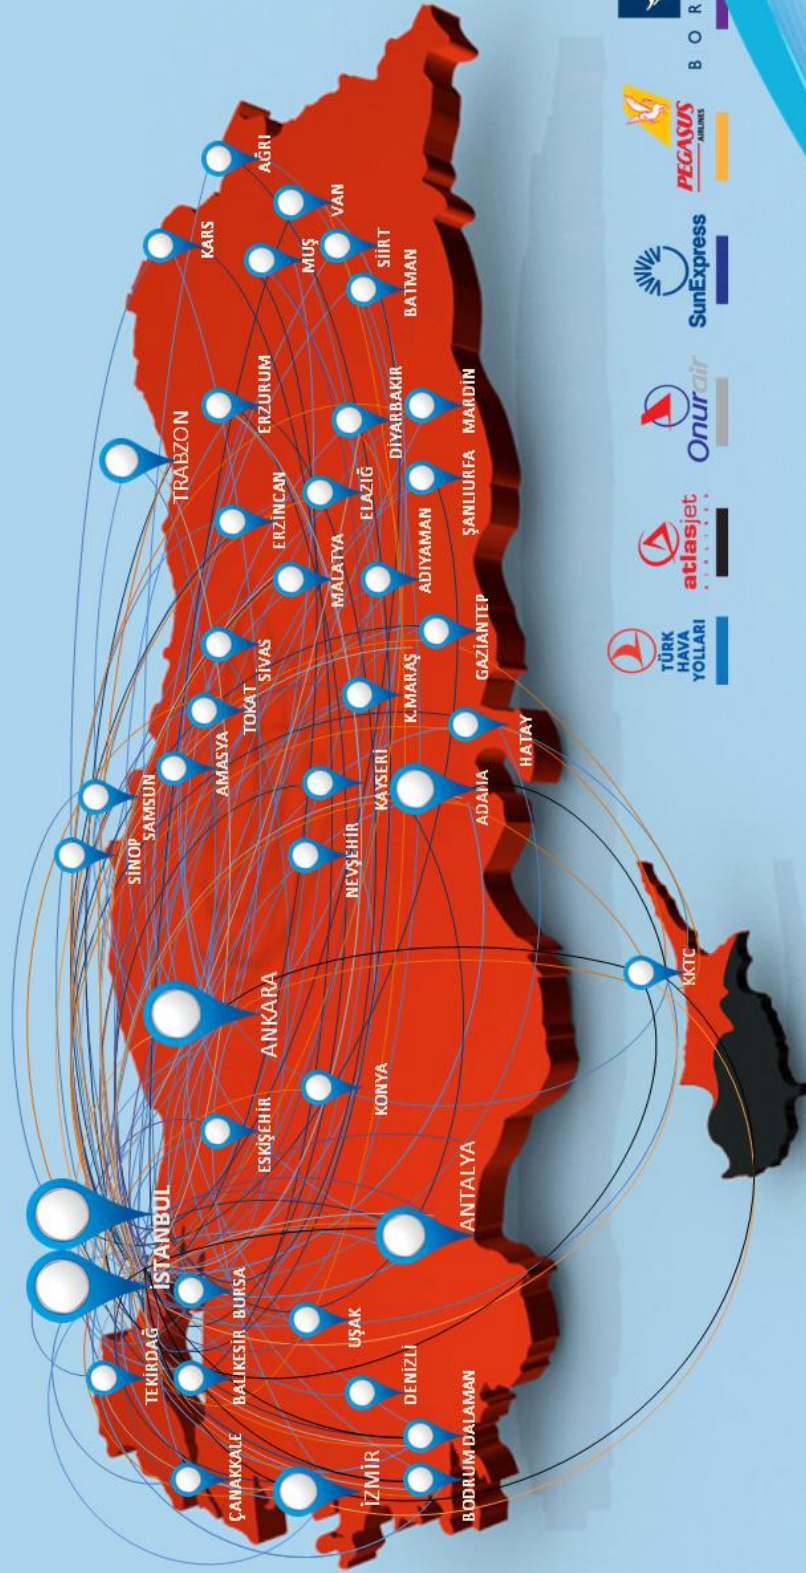 İSTANBUL
TEKİRDAĞ
ÇANAKKALE
BALIKESİR
BURSA
İZMİR
UŞAK
DENİZLİ
BODRUM
DALAMAN
ANTALYA
ESKİŞEHİR
KONYA
ANKARA
SİNOP
SAMSUN
AMASYA
TOKAT
SİVAS
NEVŞEHİR
KAYSERİ
ADANA
HATAY
K.MARAŞ
GAZİANTEP
MALATYA
ADIYAMAN
ERZİNCAN
ELAZIĞ
ŞANLIURFA
TRABZON
ERZURUM
DİYARBAKIR
MARDİN
KARS
MUŞ
BATMAN
SİİRT
AĞRI
VAN
KKTC
TÜRK
HAVA
YOLLARI
atlasjet
AIRLINES
Onurair
SunExpress
PEGASUS
AIRLINES
BOR